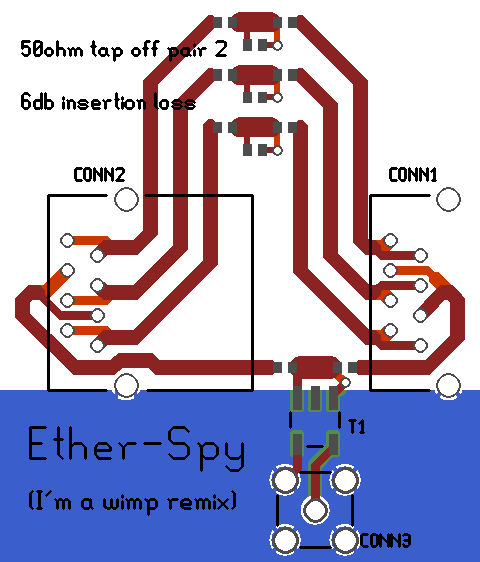 50ohm tap off pair 2
6db insertion loss
CONN2
CONN1
T1
Ether-Spy
(I'm a wimp remix)
CONN3